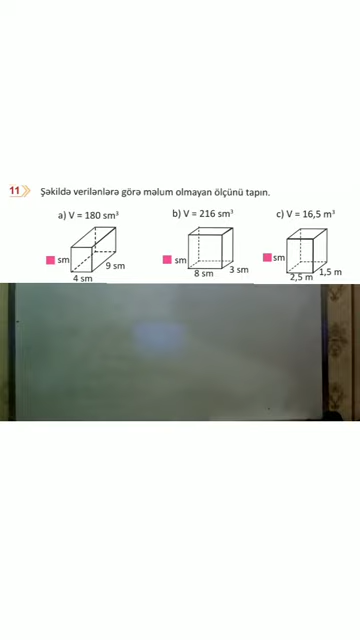 11 Şəkildə verilənlərə görə məlum olmayan ölçünü tapın.
a) V = 180 sm³
b) V = 216 sm³
c) V = 16,5 m³
sm
9 sm
4 sm
sm
3 sm
8 sm
sm
1,5 m
2,5 m